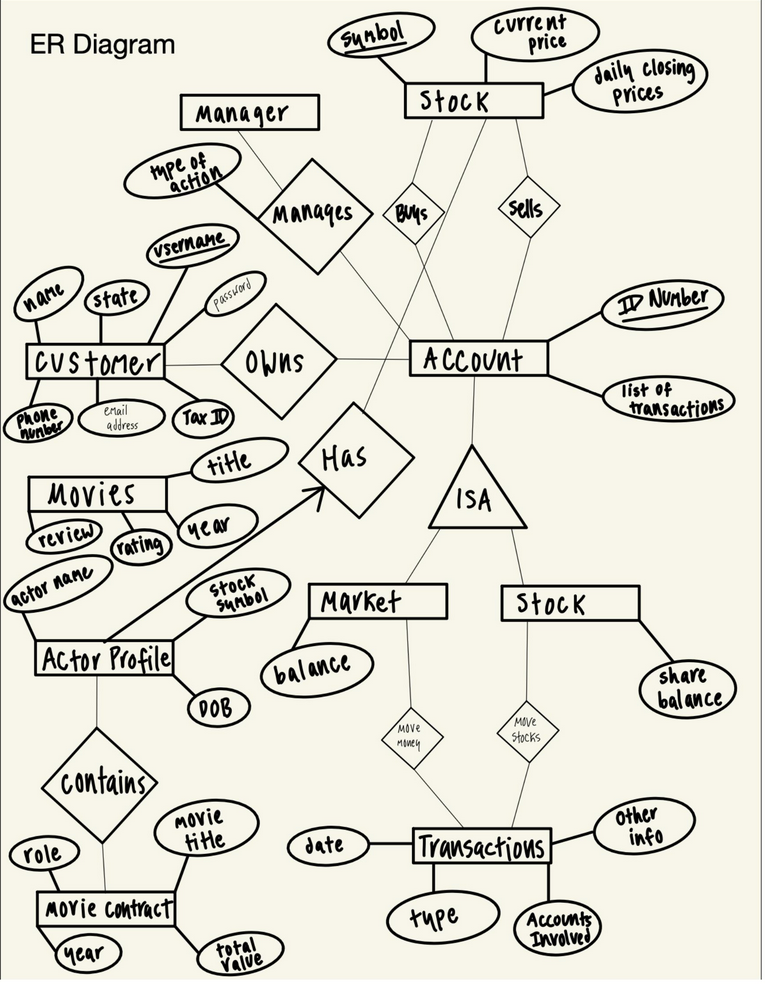 ER Diagram
symbol
current
price
daily closing
prices
Stock
Manager
type of
action
Manages
Buys
Sells
username
name
state
password
ID Number
Customer
Owns
Account
Phone
number
email
address
Tax ID
list of
transactions
Has
title
Movies
ISA
review
rating
year
actor name
stock
symbol
Market
Stock
Actor Profile
balance
share
balance
DOB
Move
Money
Move
Stocks
contains
movie
title
other
info
role
date
Transactions
type
Accounts
Involved
Movie contract
year
total
value